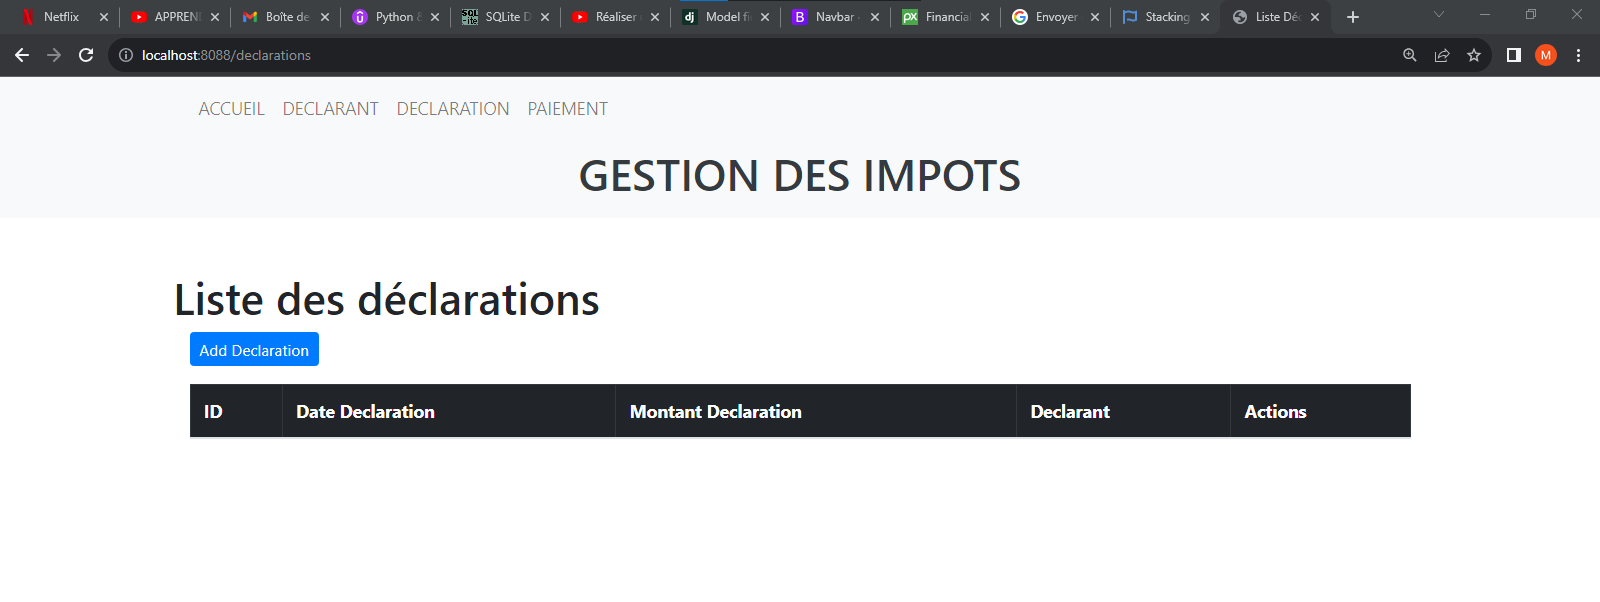 Netflix
APPREN
Boîte de
Python &
SQLite D
Réaliser
Model fi
Navbar
Financia
Envoyer
Stacking
Liste Dé
localhost:8088/declarations
M
ACCUEIL DECLARANT DECLARATION PAIEMENT
GESTION DES IMPOTS
Liste des déclarations
Add Declaration
ID Date Declaration Montant Declaration Declarant Actions